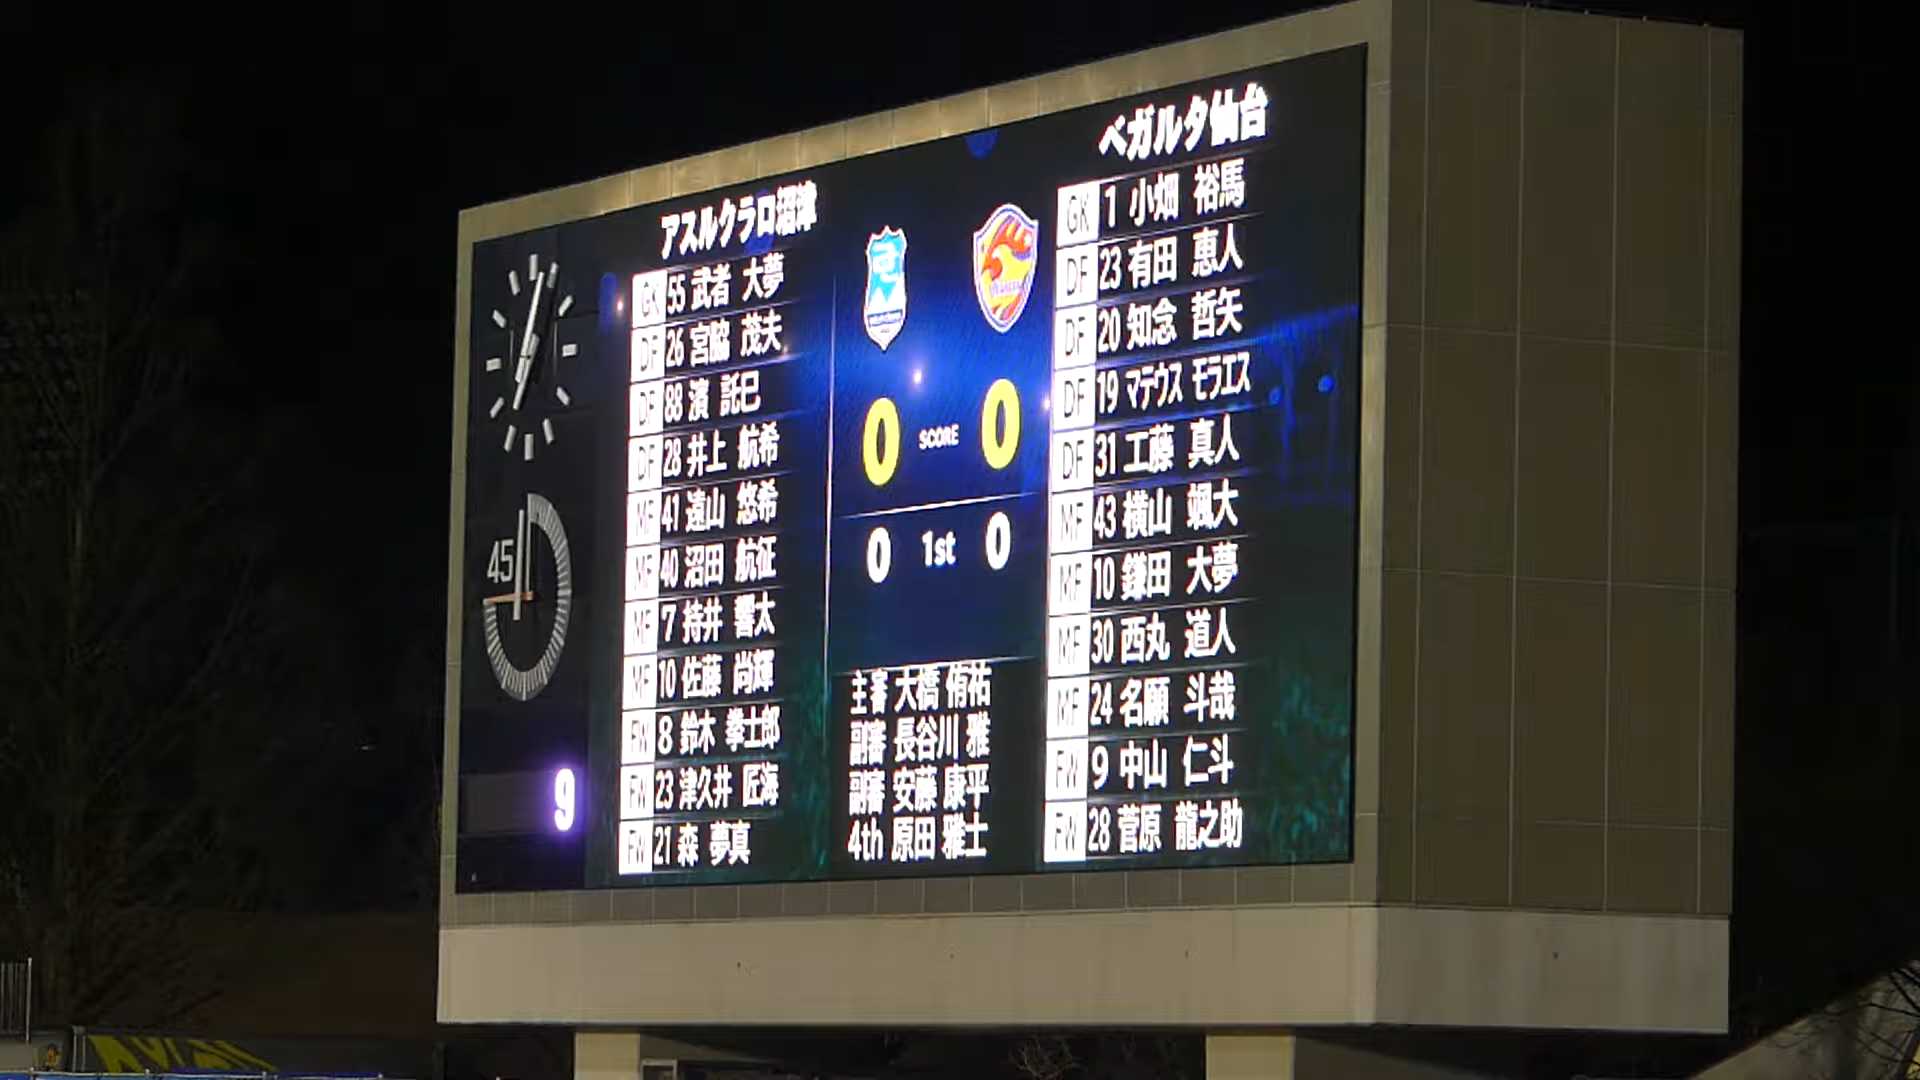 アスルクラロ沼津
GK 55 武者 大夢
DF 26 宮脇 茂夫
DF 88 濱 託巳
DF 28 井上 航希
MF 41 遠山 悠希
MF 40 沼田 航征
MF 7 持井 響太
MF 10 佐藤 尚輝
FW 8 鈴木 拳士郎
FW 23 津久井 匠海
FW 21 森 夢真
45
9
0 SCORE 0
0 1st 0
主審 大橋 侑祐
副審 長谷川 雅
副審 安藤 康平
4th 原田 雅士
ベガルタ仙台
GK 1 小畑 裕馬
DF 23 有田 恵人
DF 20 知念 哲矢
DF 19 マテウス モラエス
DF 31 工藤 真人
MF 43 横山 颯大
MF 10 鎌田 大夢
MF 30 西丸 道人
MF 24 名願 斗哉
FW 9 中山 仁斗
FW 28 菅原 龍之助